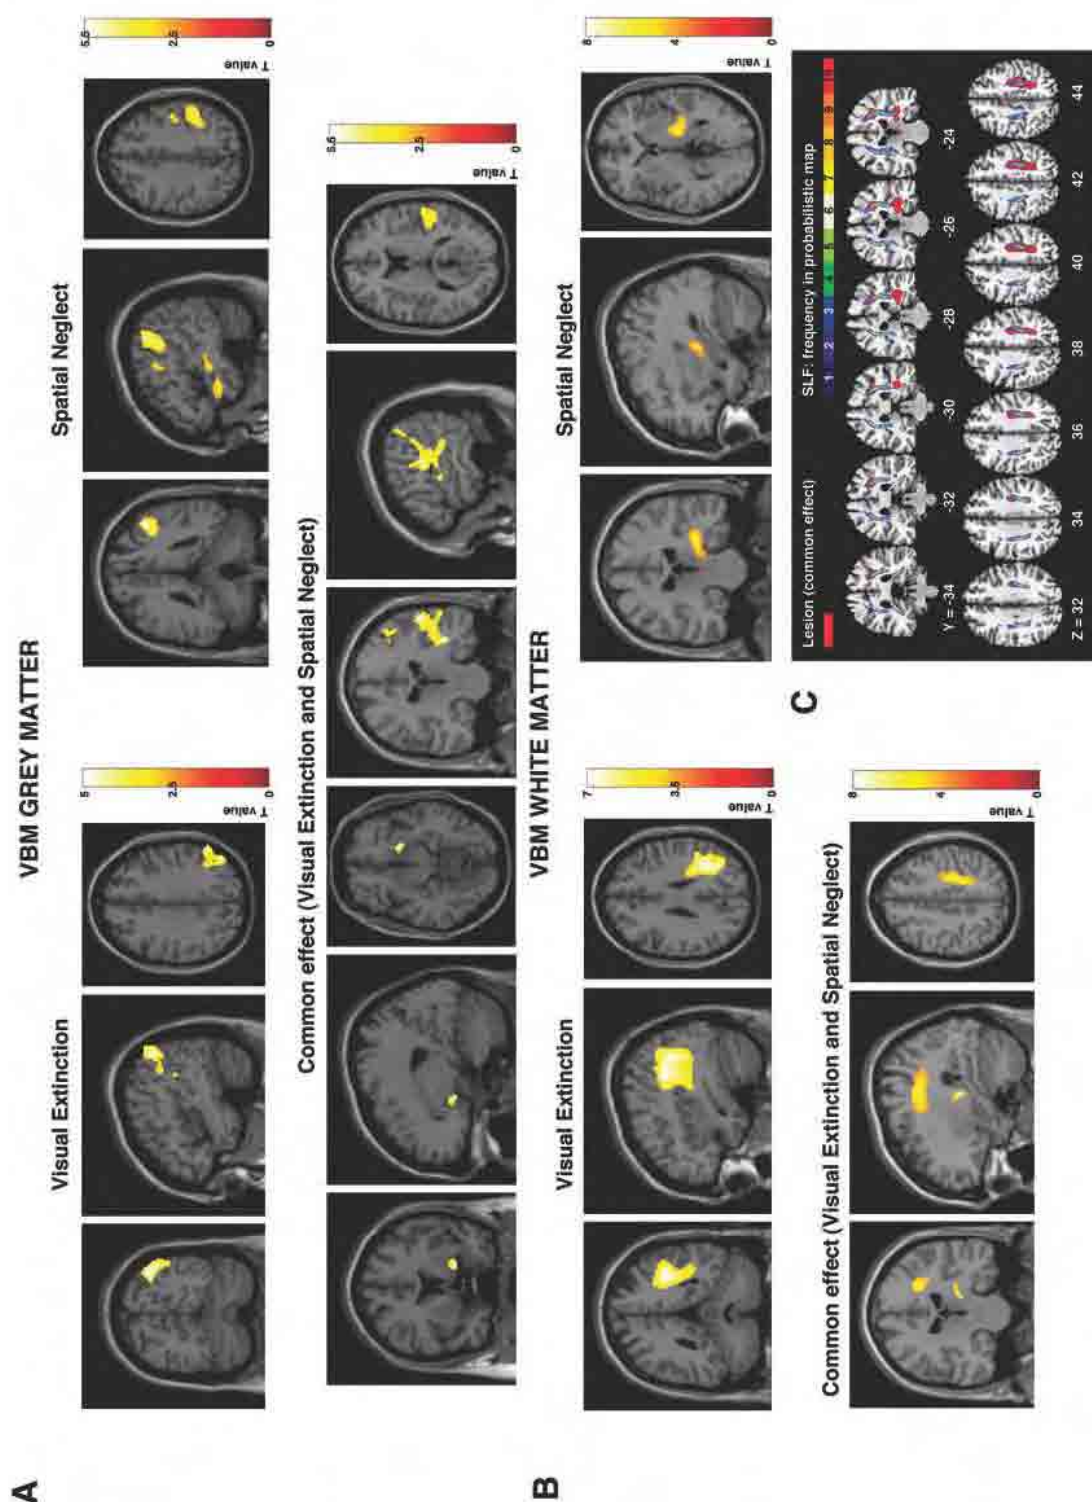 A
VBM GREY MATTER
Visual Extinction
5
2.5
0
T value
Spatial Neglect
5.5
2.5
0
T value
Common effect (Visual Extinction and Spatial Neglect)
5.5
2.5
0
T value
B
VBM WHITE MATTER
Visual Extinction
7
3.5
0
T value
Spatial Neglect
8
4
0
T value
Common effect (Visual Extinction and Spatial Neglect)
8
4
0
T value
C
Lesion (common effect)
SLF: frequency in probabilistic map
1 2 3 4 5 6 7 8 9 10
Y = -34 -32 -30 -28 -26 -24
Z = 32 34 36 38 40 42 44